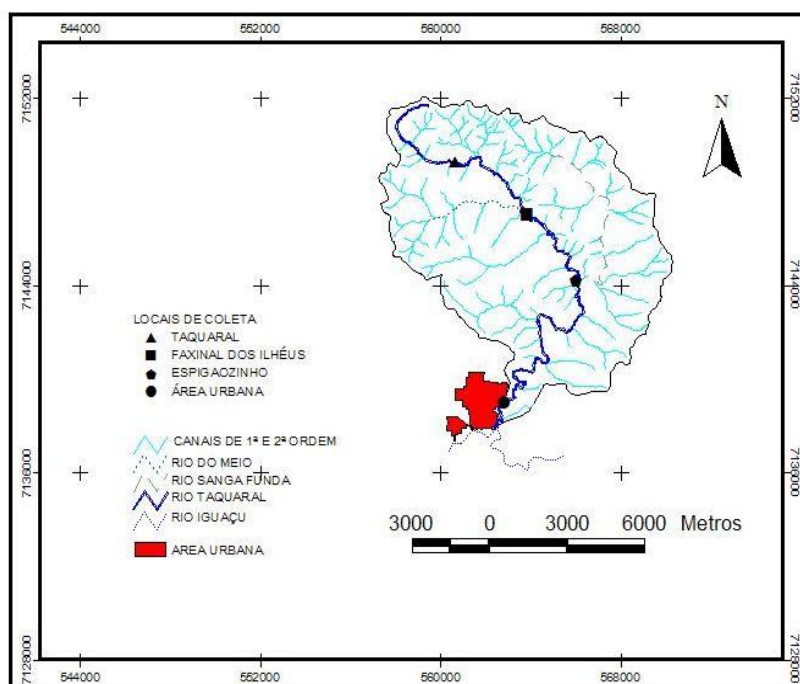 544000 552000 560000 568000
7152000 7152000
N
7144000 7144000
LOCAIS DE COLETA
TAQUARAL
FAXINAL DOS ILHÉUS
ESPIGAOZINHO
ÁREA URBANA
CANAIS DE 1ª E 2ª ORDEM
RIO DO MEIO
RIO SANGA FUNDA
RIO TAQUARAL
RIO IGUAÇU
AREA URBANA
7136000 7136000
3000 0 3000 6000 Metros
7128000 7128000
544000 552000 560000 568000